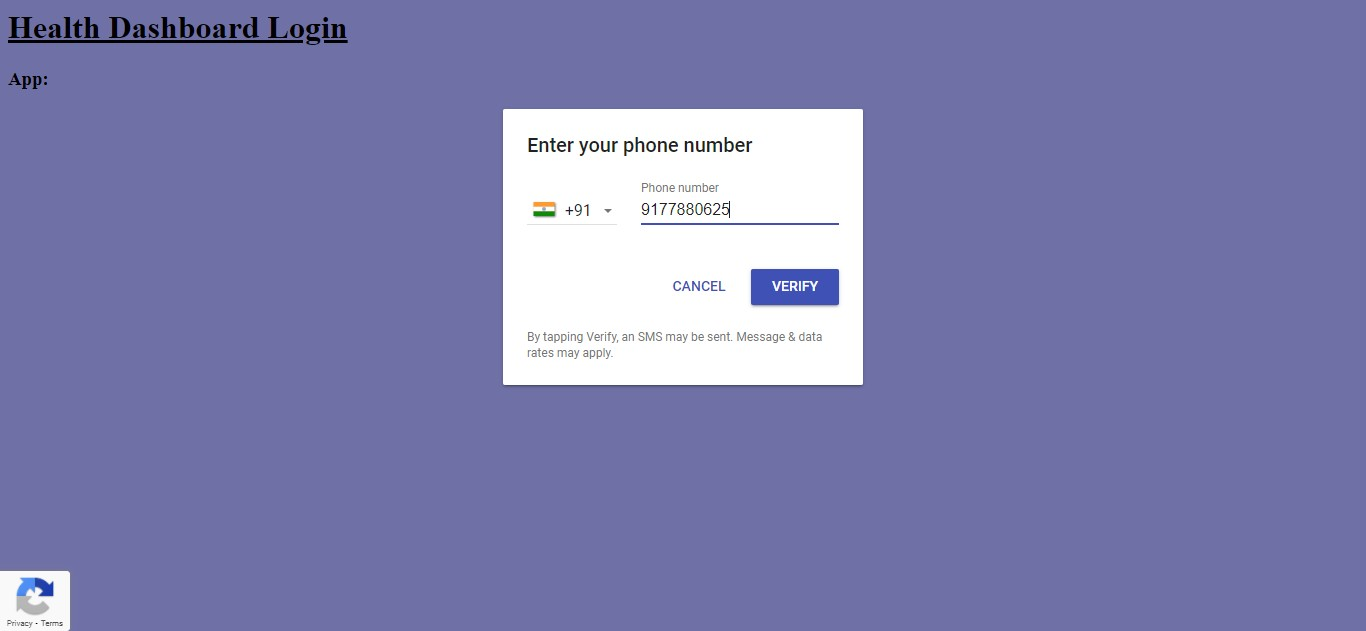 Health Dashboard Login
App:
Enter your phone number
Phone number
+91
9177880625
CANCEL
VERIFY
By tapping Verify, an SMS may be sent. Message & data
rates may apply.
Privacy - Terms